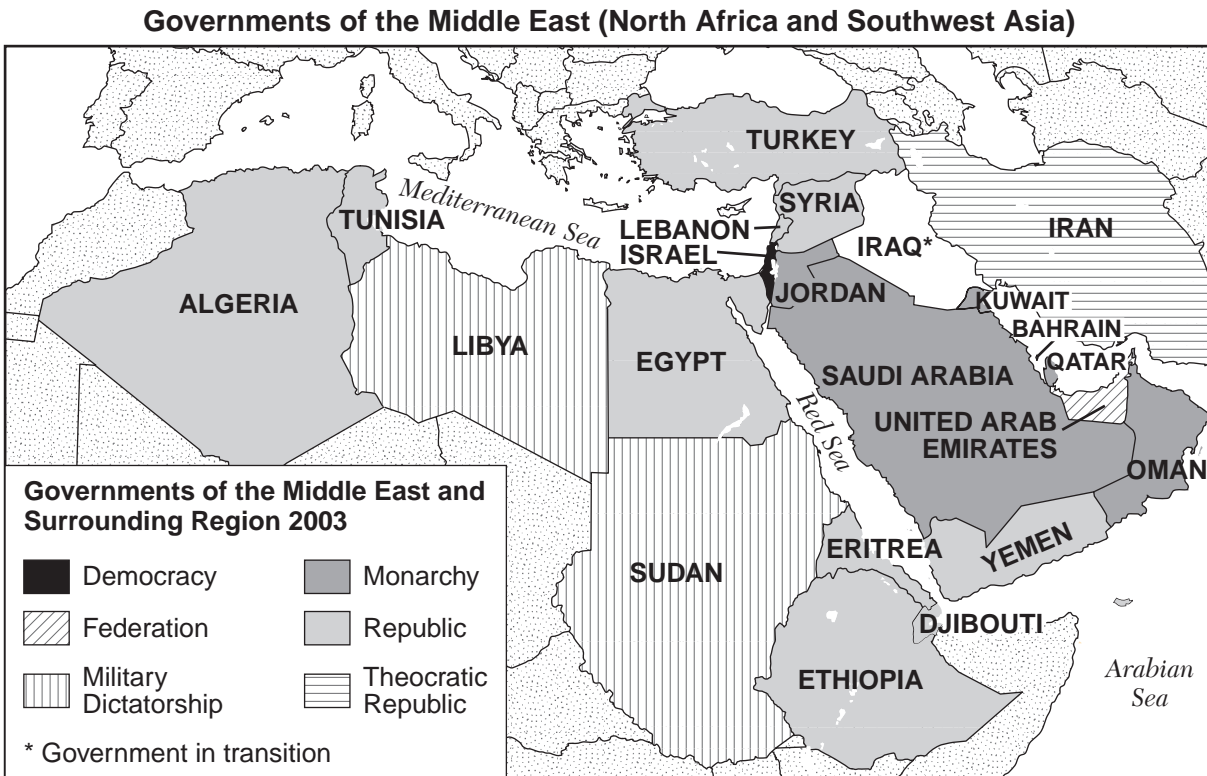 Governments of the Middle East (North Africa and Southwest Asia)
TURKEY
Mediterranean Sea
TUNISIA
SYRIA
LEBANON
ISRAEL
IRAQ*
IRAN
ALGERIA
JORDAN
KUWAIT
LIBYA
BAHRAIN
EGYPT
QATAR
SAUDI ARABIA
Red Sea
UNITED ARAB
EMIRATES
OMAN
ERITREA
YEMEN
SUDAN
DJIBOUTI
ETHIOPIA
Arabian
Sea
Governments of the Middle East and
Surrounding Region 2003
Democracy
Monarchy
Federation
Republic
Military
Dictatorship
Theocratic
Republic
* Government in transition